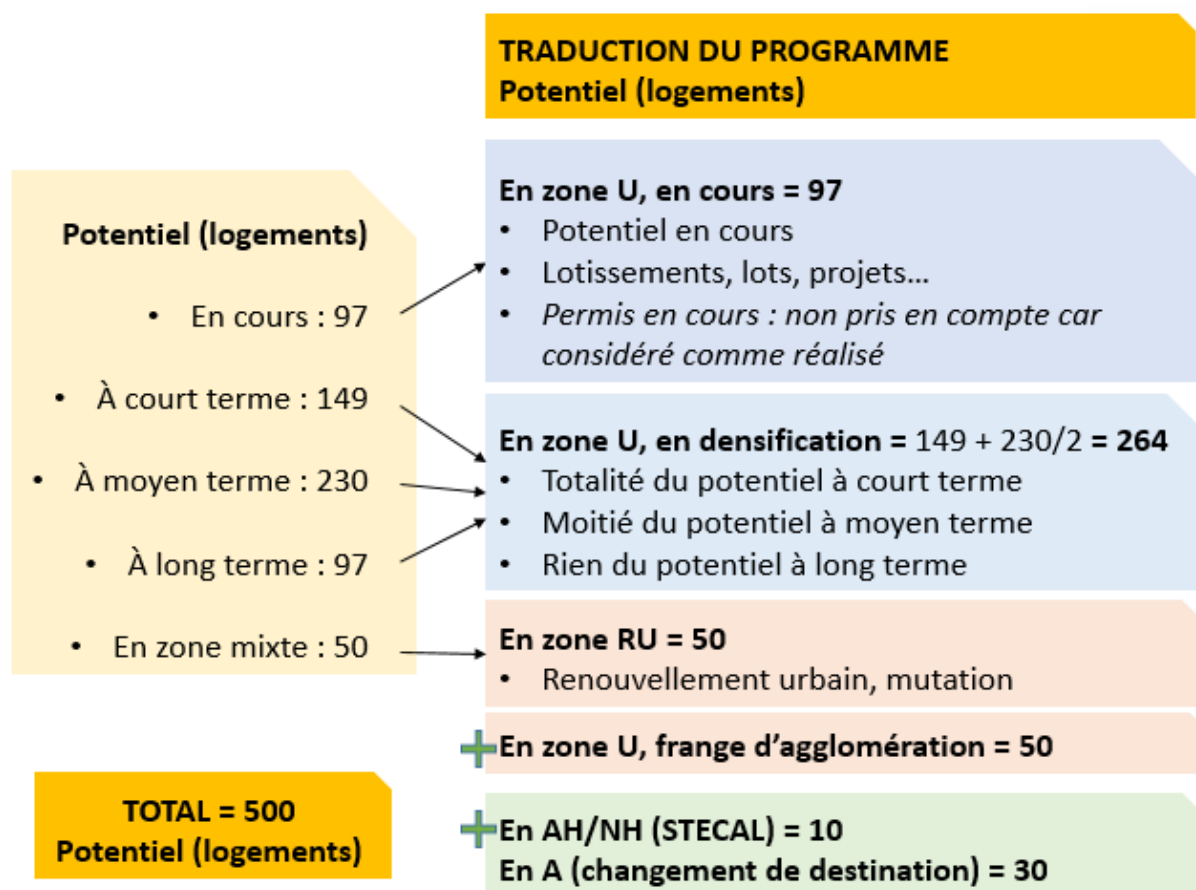 TRADUCTION DU PROGRAMME
Potentiel (logements)
Potentiel (logements)
• En cours : 97
• À court terme : 149
• À moyen terme : 230
• À long terme : 97
• En zone mixte : 50
En zone U, en cours = 97
• Potentiel en cours
• Lotissements, lots, projets…
• Permis en cours : non pris en compte car
considéré comme réalisé
En zone U, en densification = 149 + 230/2 = 264
• Totalité du potentiel à court terme
• Moitié du potentiel à moyen terme
• Rien du potentiel à long terme
En zone RU = 50
• Renouvellement urbain, mutation
En zone U, frange d’agglomération = 50
TOTAL = 500
Potentiel (logements)
En AH/NH (STECAL) = 10
En A (changement de destination) = 30